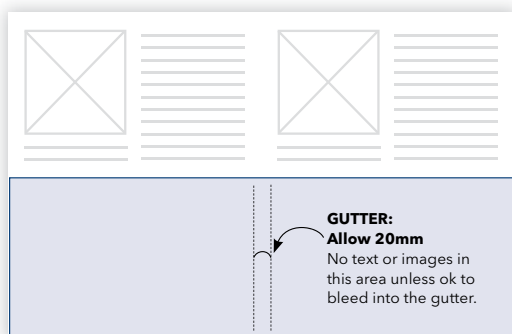 GUTTER:
Allow 20mm
No text or images in
this area unless ok to
bleed into the gutter.